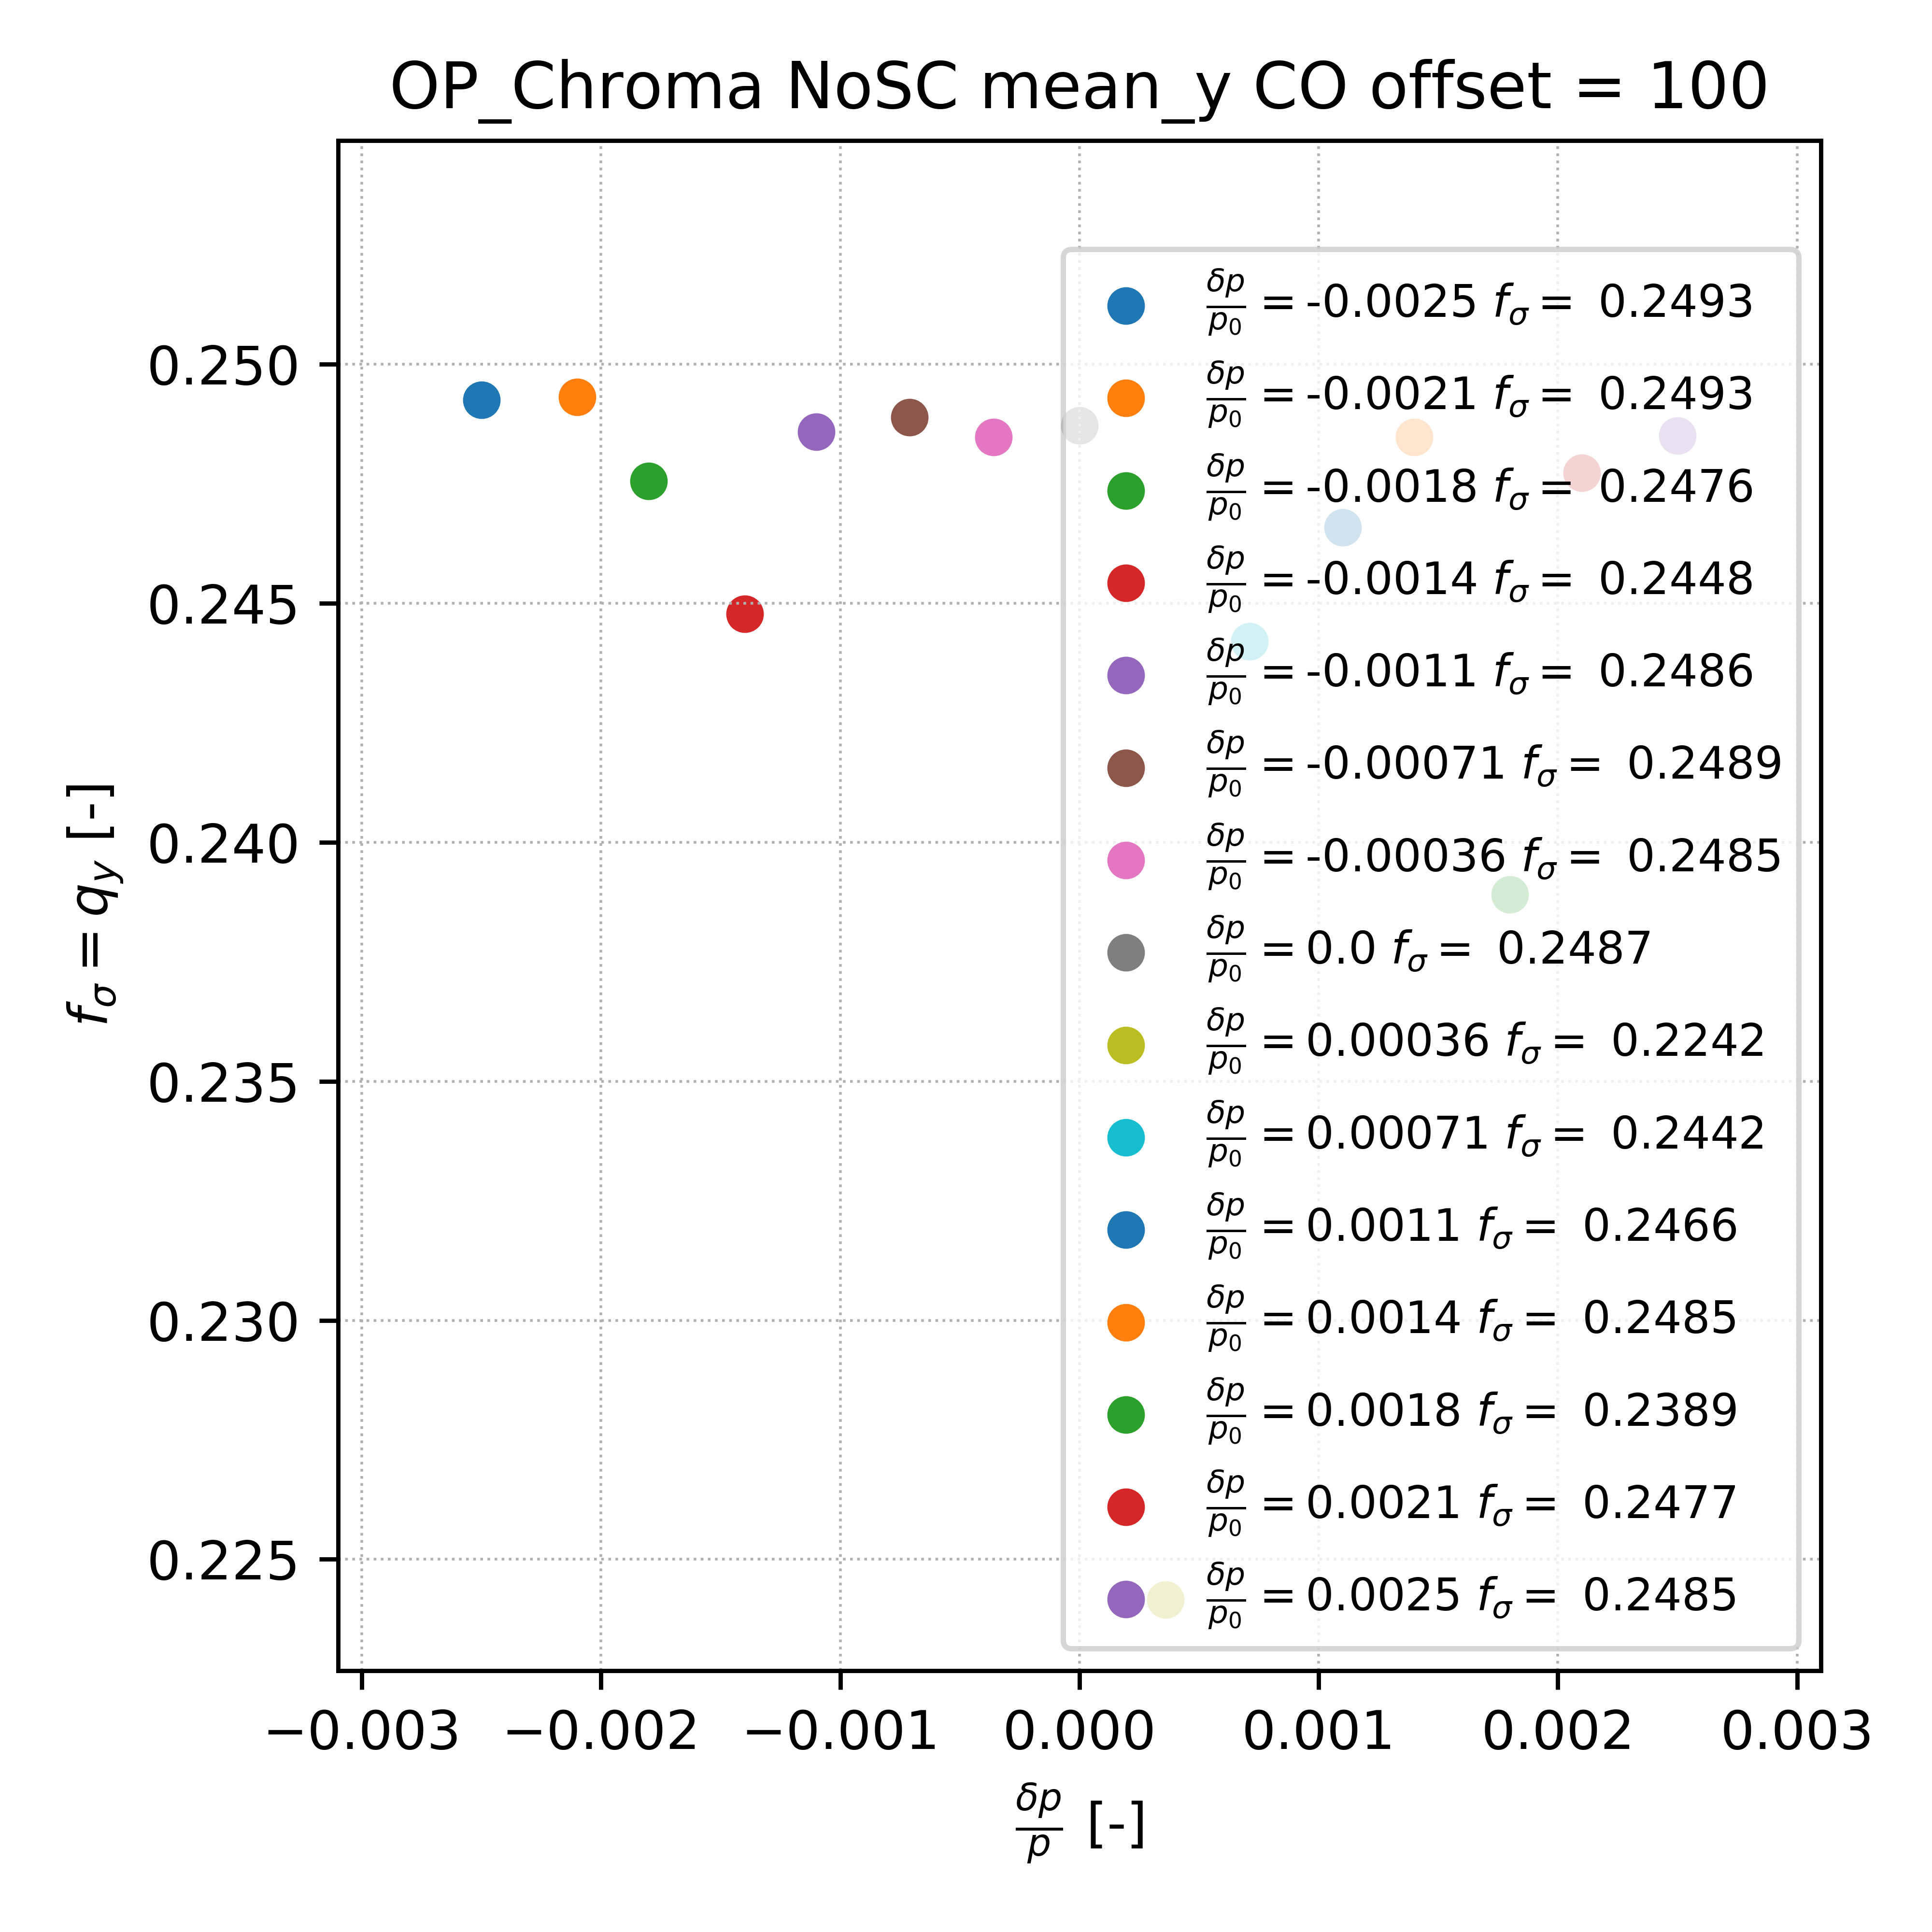 OP_Chroma NoSC mean_y CO offset = 100
δp/p₀ = -0.0025 f_σ = 0.2493
δp/p₀ = -0.0021 f_σ = 0.2493
δp/p₀ = -0.0018 f_σ = 0.2476
δp/p₀ = -0.0014 f_σ = 0.2448
δp/p₀ = -0.0011 f_σ = 0.2486
δp/p₀ = -0.00071 f_σ = 0.2489
δp/p₀ = -0.00036 f_σ = 0.2485
δp/p₀ = 0.0 f_σ = 0.2487
δp/p₀ = 0.00036 f_σ = 0.2242
δp/p₀ = 0.00071 f_σ = 0.2442
δp/p₀ = 0.0011 f_σ = 0.2466
δp/p₀ = 0.0014 f_σ = 0.2485
δp/p₀ = 0.0018 f_σ = 0.2389
δp/p₀ = 0.0021 f_σ = 0.2477
δp/p₀ = 0.0025 f_σ = 0.2485
f_σ = q_y [-]
0.250
0.245
0.240
0.235
0.230
0.225
−0.003 −0.002 −0.001 0.000 0.001 0.002 0.003
δp/p [-]